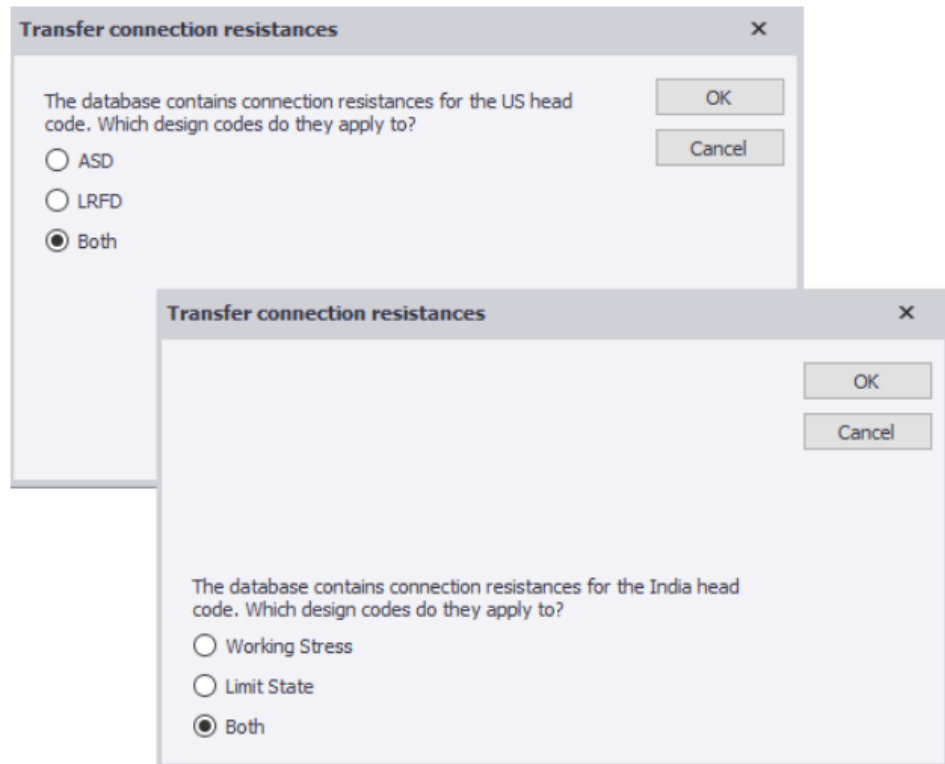 Transfer connection resistances
×
The database contains connection resistances for the US head
code. Which design codes do they apply to?
OK
Cancel
ASD
LRFD
Both
Transfer connection resistances
×
OK
Cancel
The database contains connection resistances for the India head
code. Which design codes do they apply to?
Working Stress
Limit State
Both